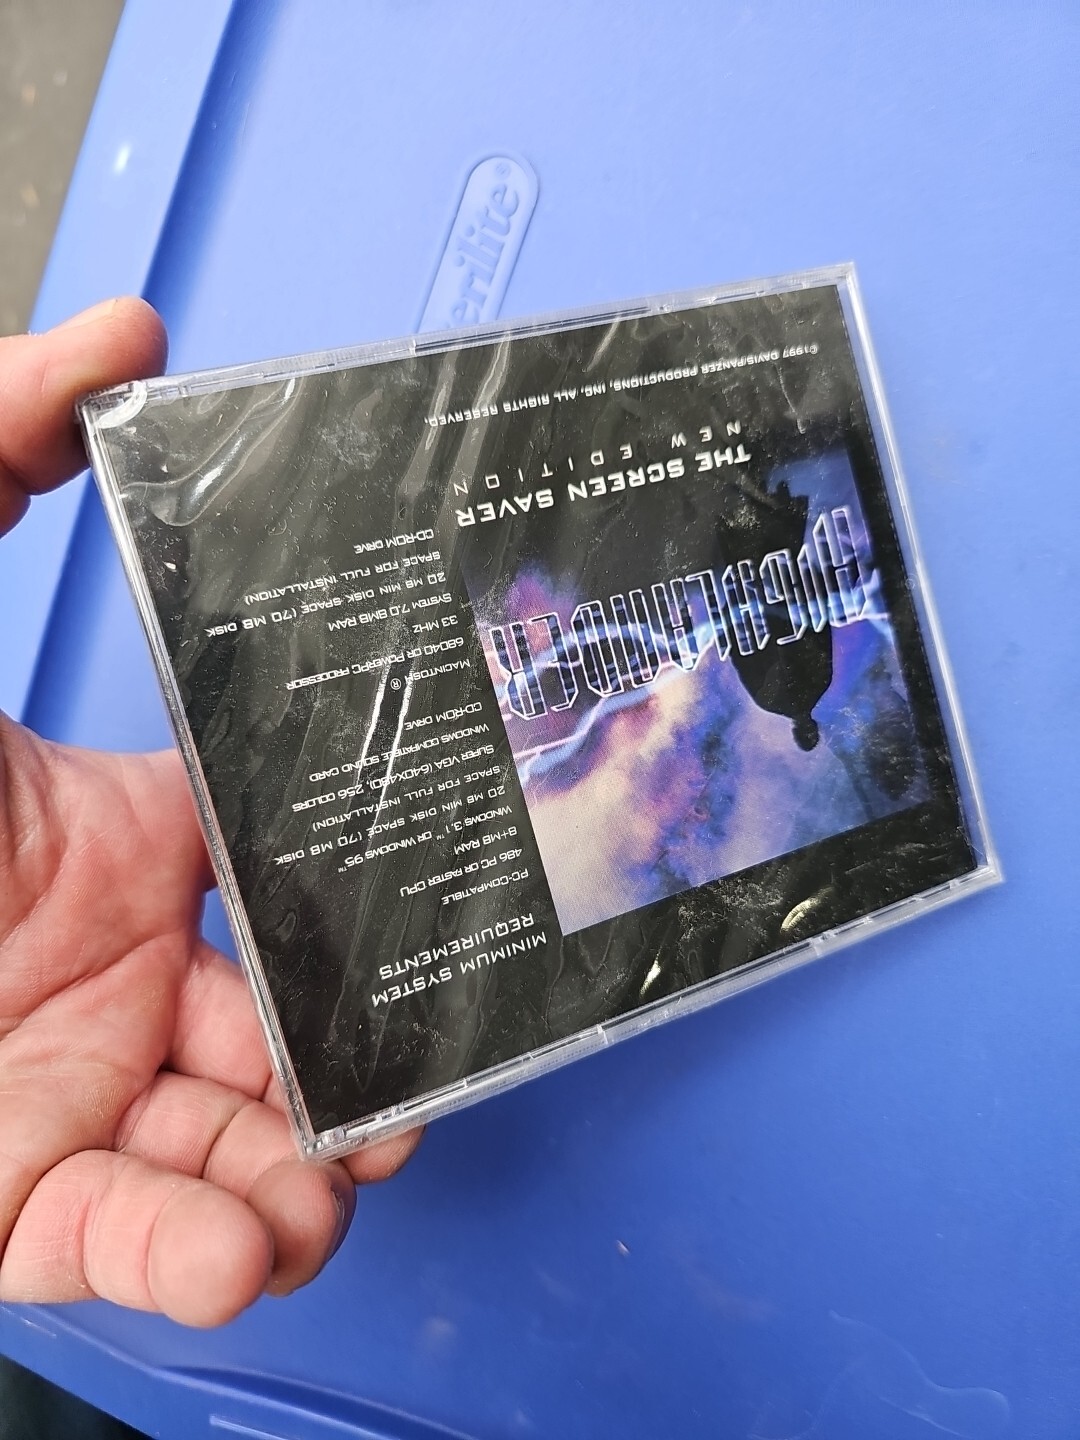 HIGHLANDER
THE SCREEN SAVER
NEW EDITION
MINIMUM SYSTEM
REQUIREMENTS
PC-COMPATIBLE
486 PC OR FASTER CPU
8+MB RAM
WINDOWS 3.1™ OR WINDOWS 95™
20 MB MIN DISK SPACE (70 MB DISK
SPACE FOR FULL INSTALLATION)
SUPER VGA (640X480), 256 COLORS
WINDOWS COMPATIBLE SOUND CARD
CD-ROM DRIVE
MACINTOSH ®
68040 OR POWERPC PROCESSOR
33 MHz
SYSTEM 7.0 8MB RAM
20 MB MIN DISK SPACE (70 MB DISK
SPACE FOR FULL INSTALLATION)
CD-ROM DRIVE
©1997 DAVIS/PANZER PRODUCTIONS, INC. ALL RIGHTS RESERVED.
erilite®